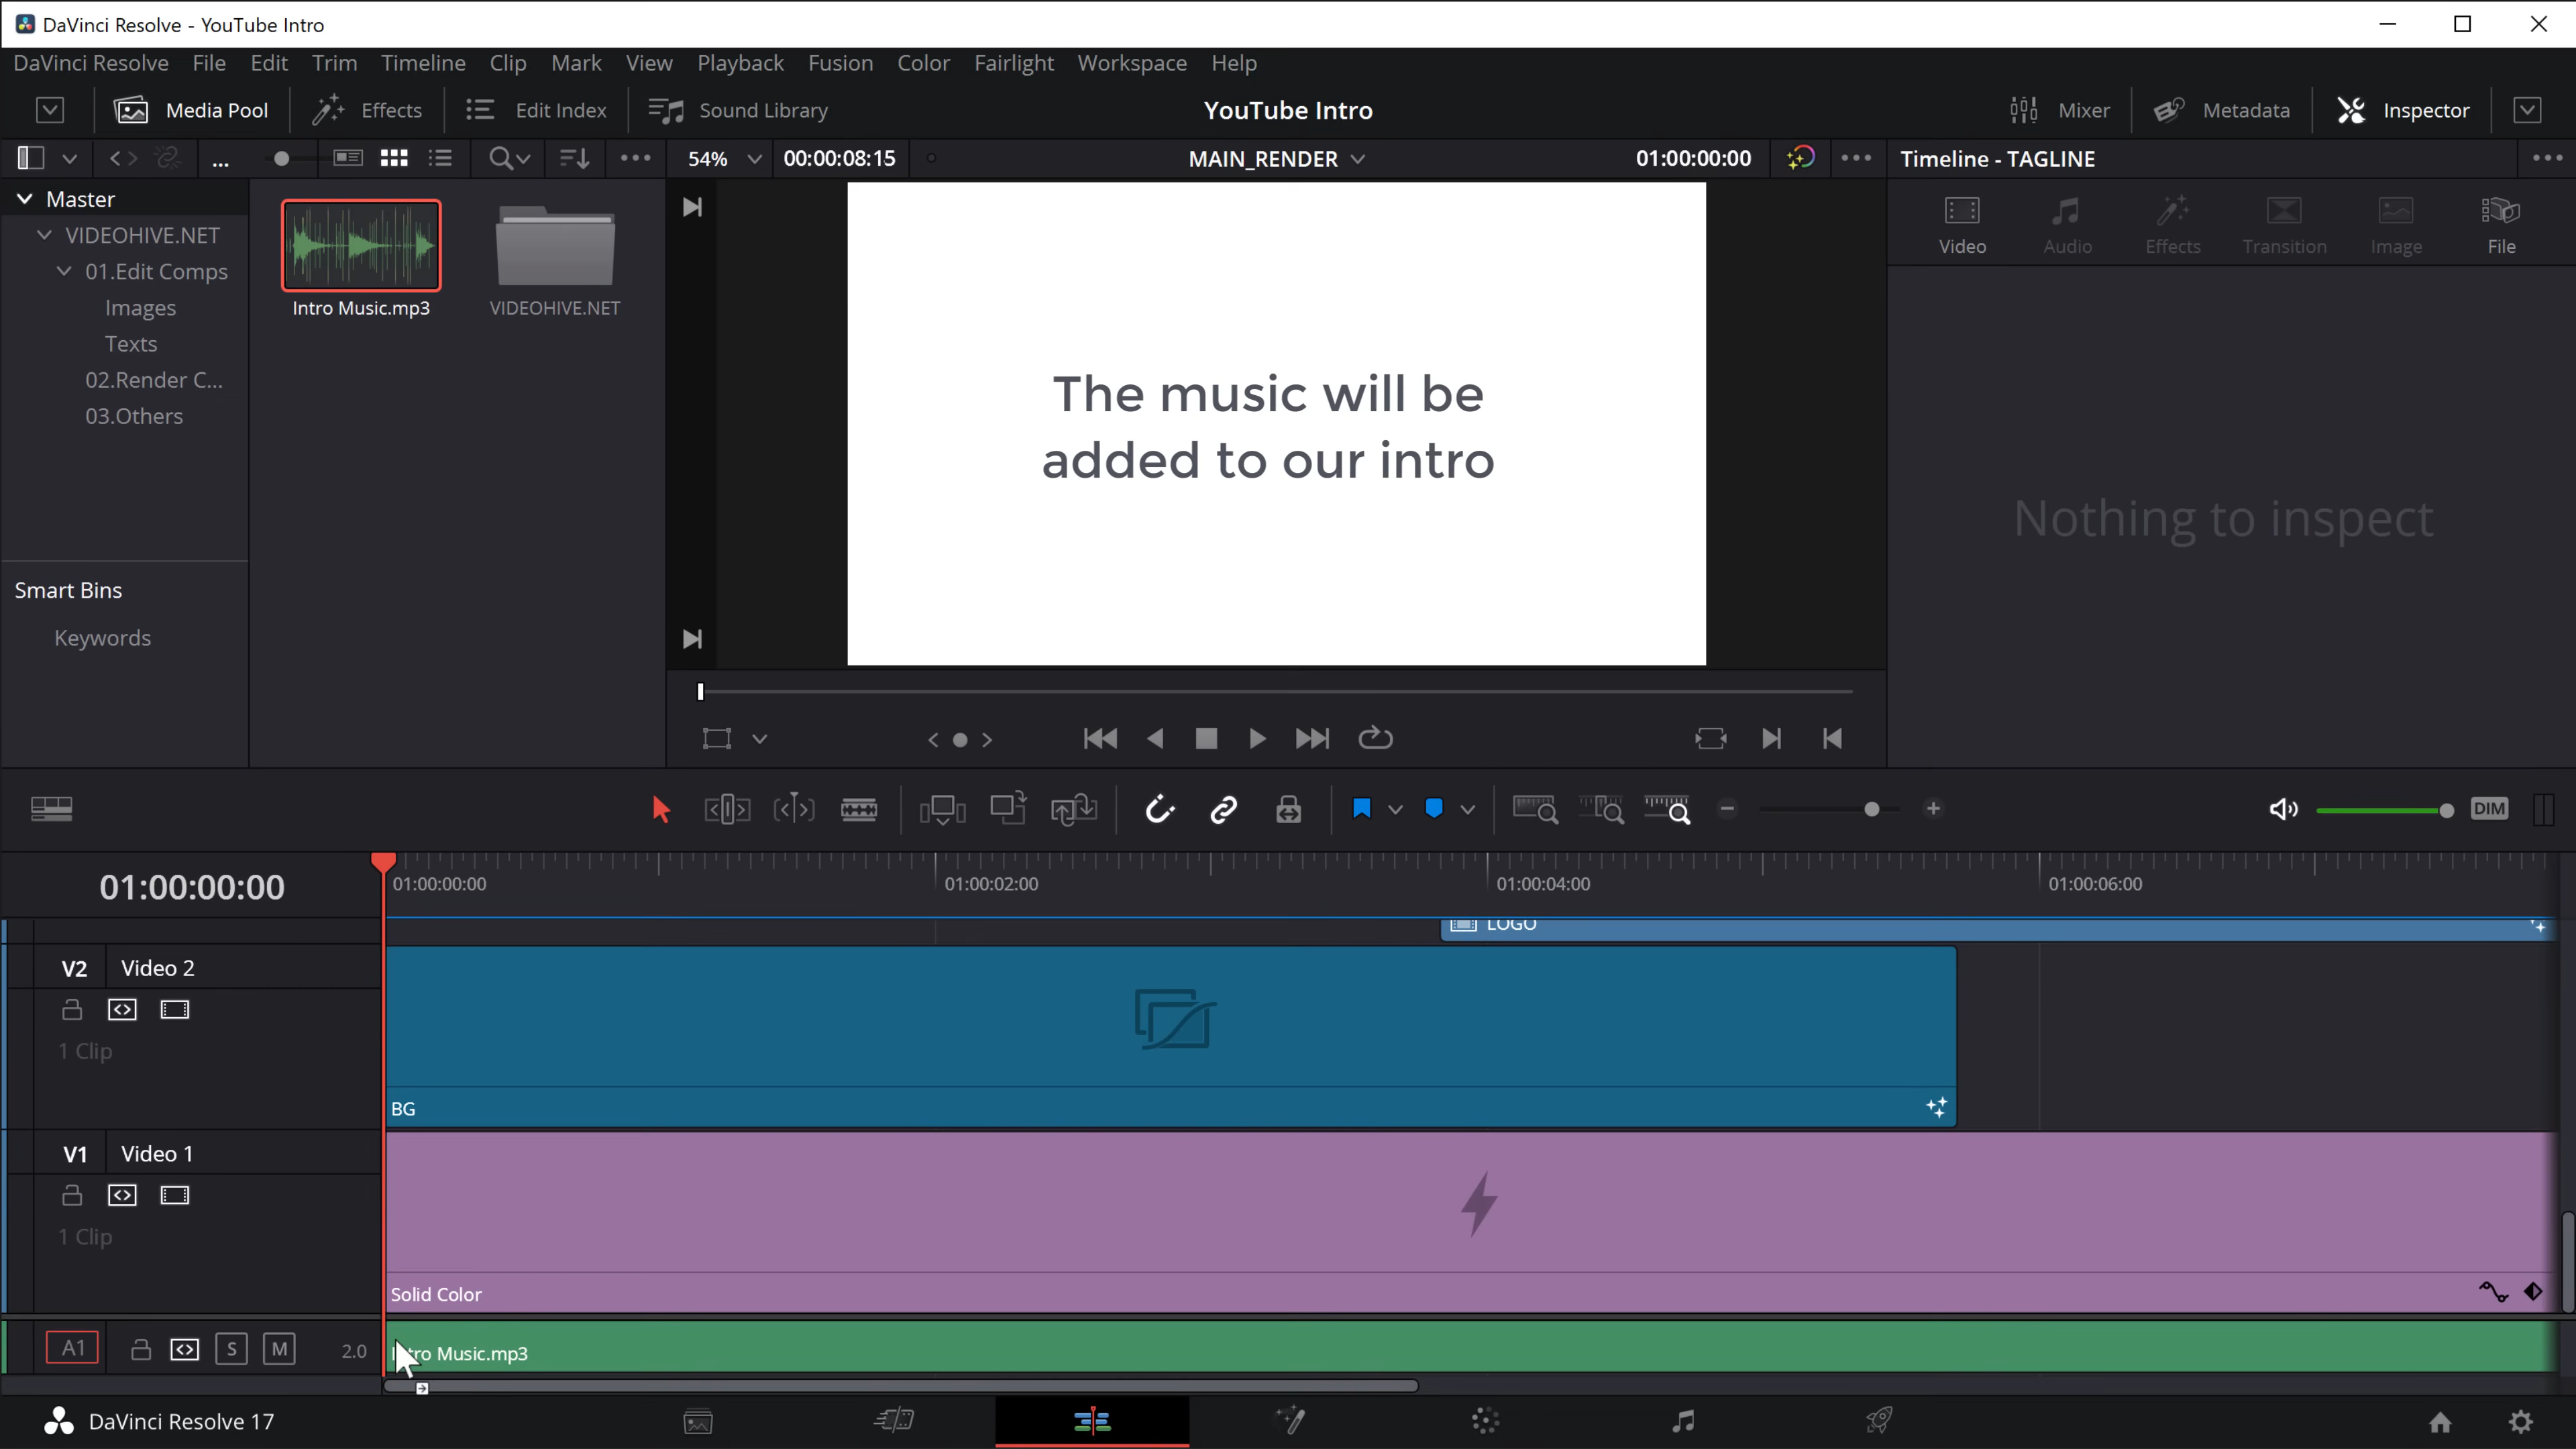 DaVinci Resolve - YouTube Intro
DaVinci Resolve File Edit Trim Timeline Clip Mark View Playback Fusion Color Fairlight Workspace Help
Media Pool Effects Edit Index Sound Library YouTube Intro Mixer Metadata Inspector
... 54% 00:00:08:15 MAIN_RENDER 01:00:00:00 Timeline - TAGLINE
Master
VIDEOHIVE.NET
01.Edit Comps
Images
Texts
02.Render C...
03.Others
Smart Bins
Keywords
Intro Music.mp3 VIDEOHIVE.NET
The music will be
added to our intro
Video Audio Effects Transition Image File
Nothing to inspect
DIM
01:00:00:00 01:00:00:00 01:00:02:00 01:00:04:00 01:00:06:00
LOGO
V2 Video 2
1 Clip
BG
V1 Video 1
1 Clip
Solid Color
A1 S M 2.0 Music.mp3
DaVinci Resolve 17